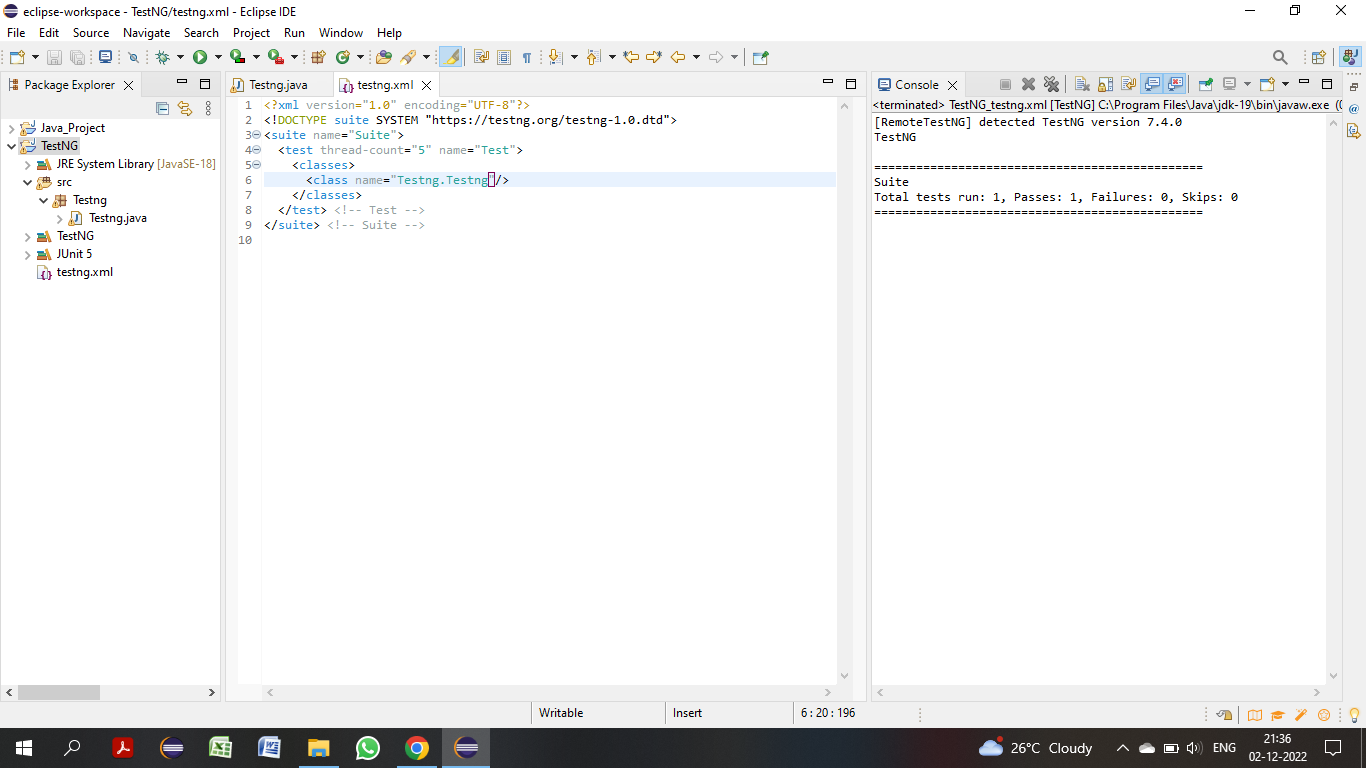 eclipse-workspace - TestNG/testng.xml - Eclipse IDE
File Edit Source Navigate Search Project Run Window Help
Package Explorer
Java_Project
TestNG
JRE System Library [JavaSE-18]
src
Testng
Testng.java
TestNG
JUnit 5
testng.xml
Testng.java testng.xml
1 <?xml version="1.0" encoding="UTF-8"?>
2 <!DOCTYPE suite SYSTEM "https://testng.org/testng-1.0.dtd">
3 <suite name="Suite">
4 <test thread-count="5" name="Test">
5 <classes>
6 <class name="Testng.Testng"/>
7 </classes>
8 </test> <!-- Test -->
9 </suite> <!-- Suite -->
10
Console
<terminated> TestNG_testng.xml [TestNG] C:\Program Files\Java\jdk-19\bin\javaw.exe (0
[RemoteTestNG] detected TestNG version 7.4.0
TestNG
===============================================
Suite
Total tests run: 1, Passes: 1, Failures: 0, Skips: 0
===============================================
Writable Insert 6 : 20 : 196
26°C Cloudy ENG 21:36
02-12-2022